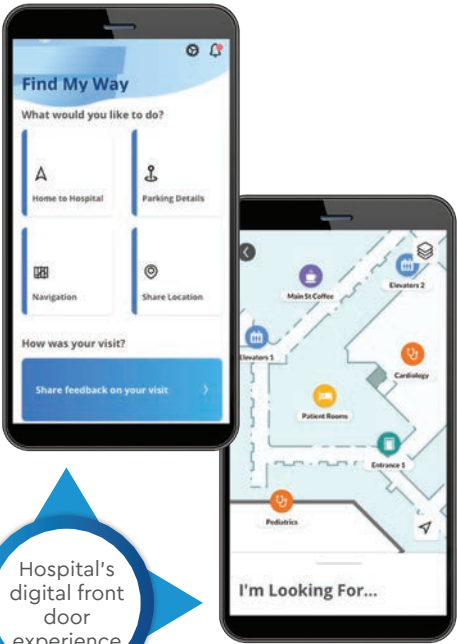 Find My Way
What would you like to do?
Home to Hospital
Parking Details
Navigation
Share Location
How was your visit?
Share feedback on your visit
Main St Coffee
Elevators 2
Elevators 1
Cardiology
Patient Rooms
Entrance 1
Pediatrics
I'm Looking For...
Hospital's
digital front
door
experience